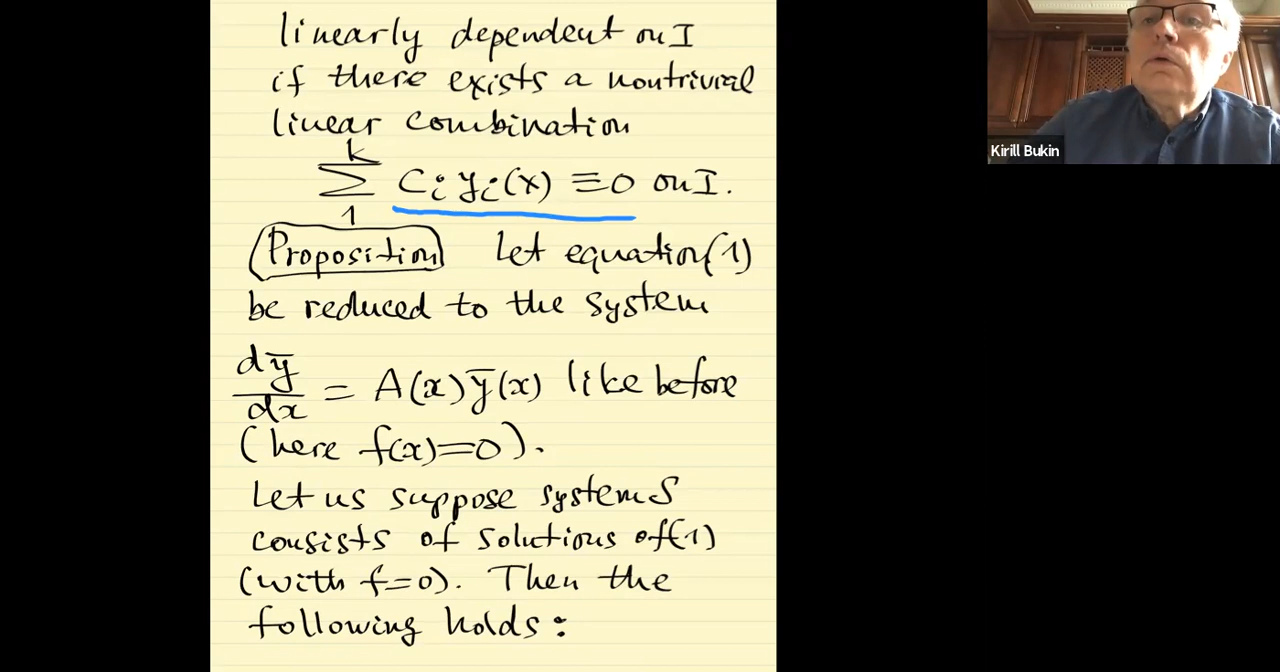 linearly dependent on I
if there exists a nontrivial
linear combination
k
∑ Ciyi(x) ≡0 on I.
1
Proposition Let equation(1)
be reduced to the system
dȳ/dx = A(x)ȳ(x) like before
(here f(x)=0).
Let us suppose system S
consists of solutions of(1)
(with f=0). Then the
following holds:
Kirill Bukin